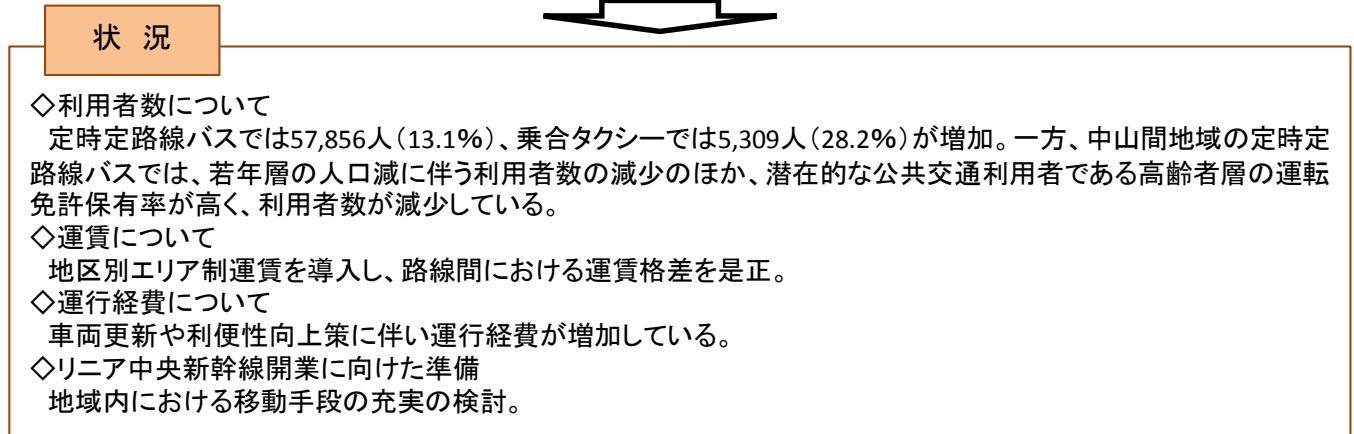 状 況
◇利用者数について
定時定路線バスでは57,856人（13.1％）、乗合タクシーでは5,309人（28.2％）が増加。一方、中山間地域の定時定
路線バスでは、若年層の人口減に伴う利用者数の減少のほか、潜在的な公共交通利用者である高齢者層の運転
免許保有率が高く、利用者数が減少している。
◇運賃について
地区別エリア制運賃を導入し、路線間における運賃格差を是正。
◇運行経費について
車両更新や利便性向上策に伴い運行経費が増加している。
◇リニア中央新幹線開業に向けた準備
地域内における移動手段の充実の検討。